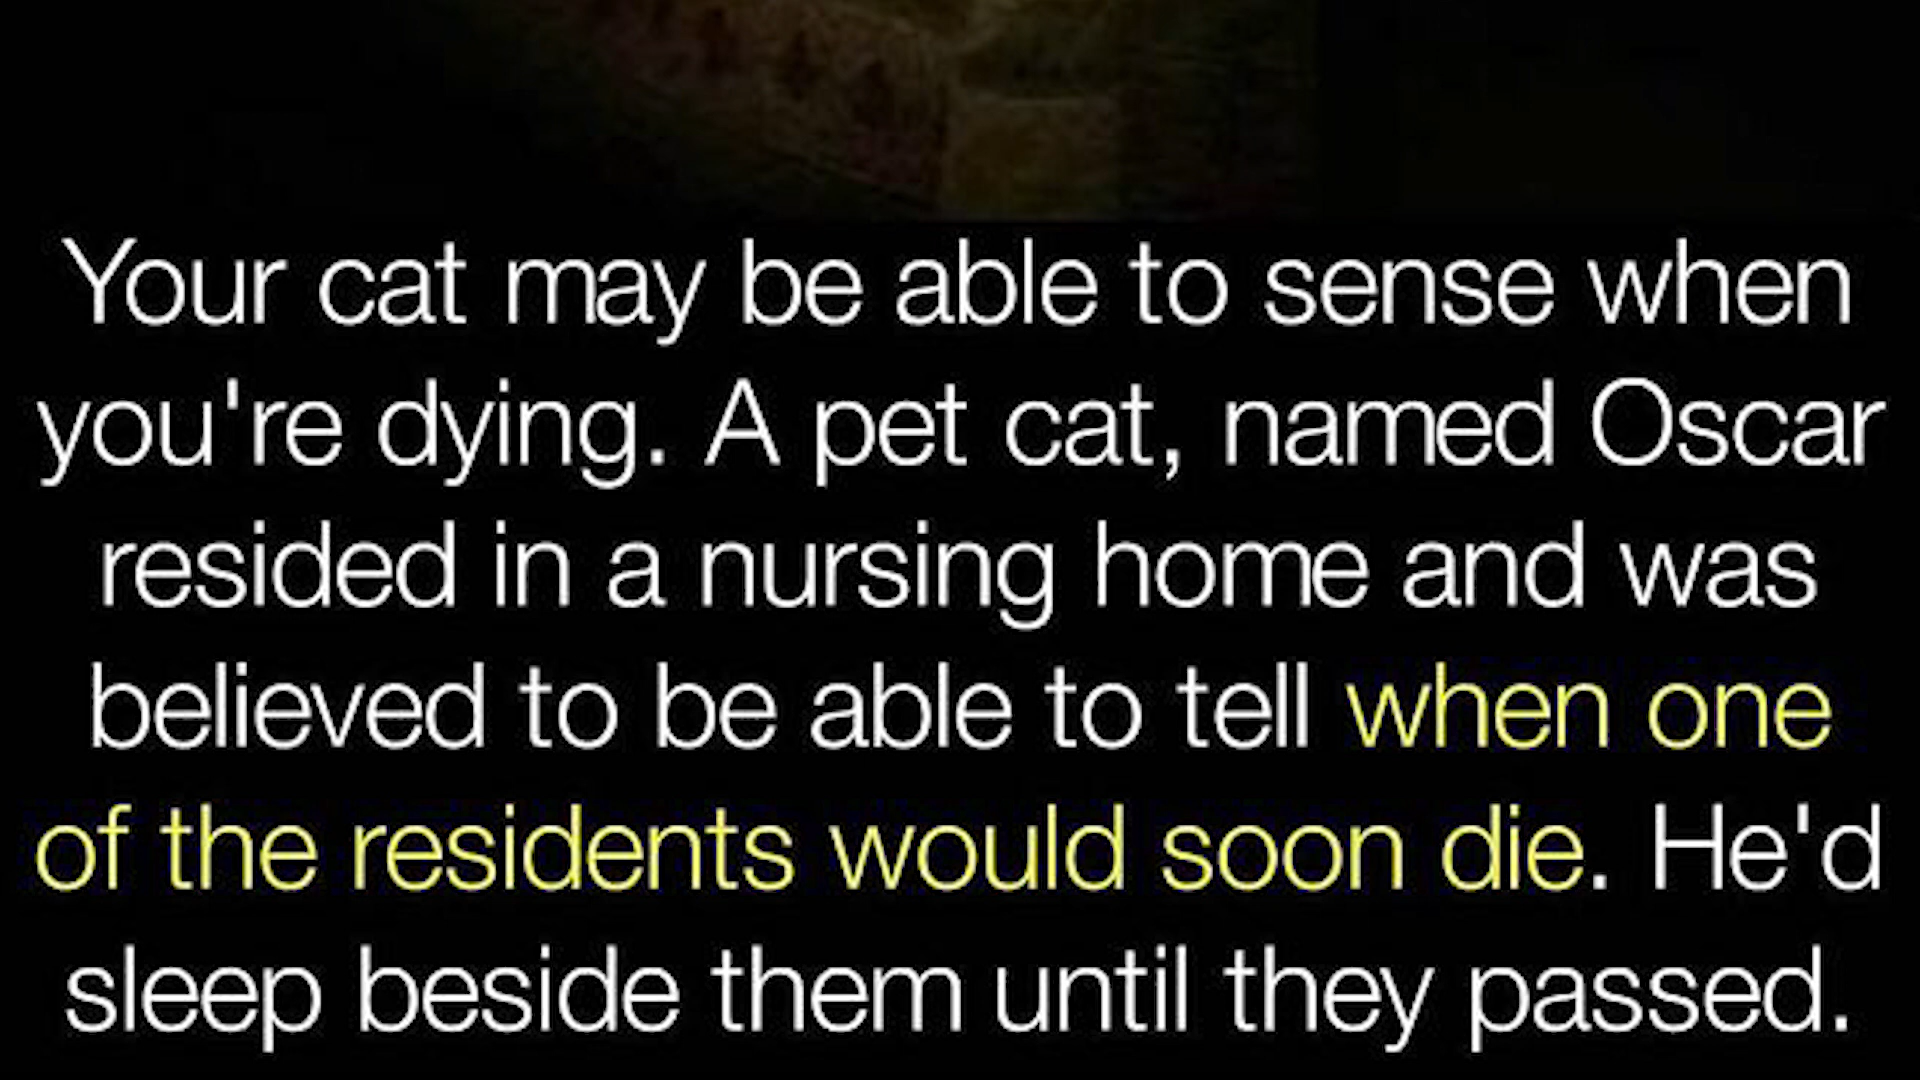 Your cat may be able to sense when
you're dying. A pet cat, named Oscar
resided in a nursing home and was
believed to be able to tell when one
of the residents would soon die. He'd
sleep beside them until they passed.